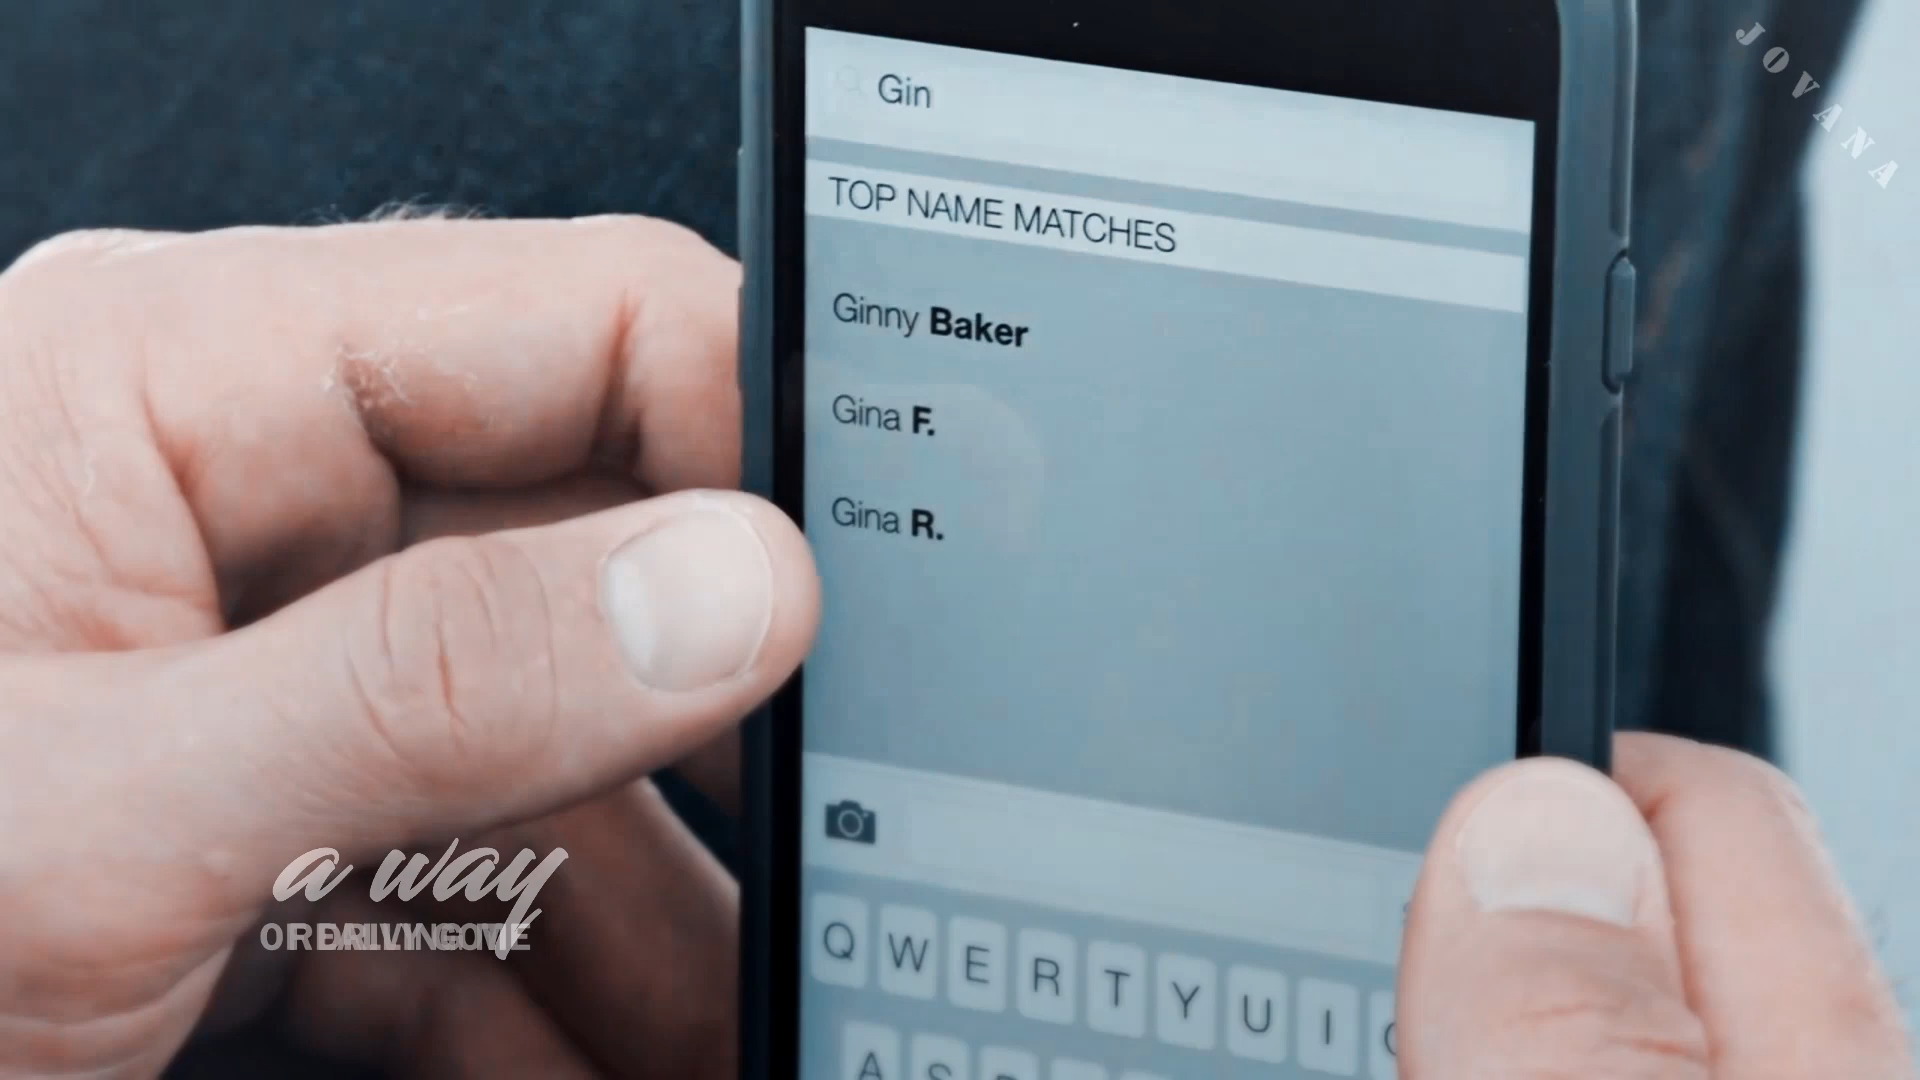 JOVANA
Gin
TOP NAME MATCHES
Ginny Baker
Gina F.
Gina R.
Q W E R T Y U I
A S
a way